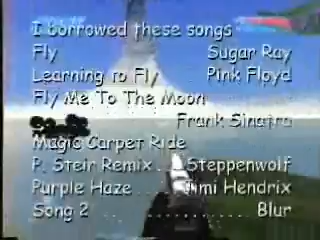 I borrowed these songs
Fly Sugar Ray
Learning to Fly Pink Floyd
Fly Me To The Moon
Frank Sinatra
Magic Carpet Ride
P. Steir Remix . . . Steppenwolf
Purple Haze . . . Jimi Hendrix
Song 2 . . . . . . . . . . . . . . Blur